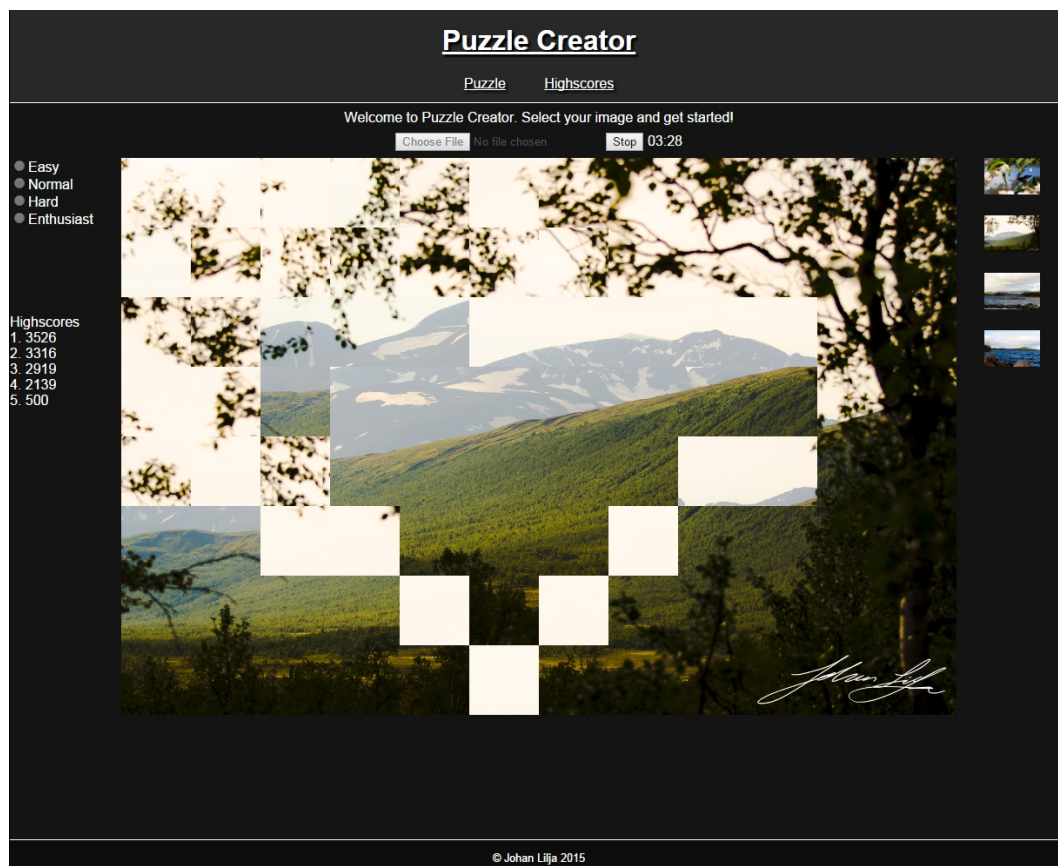 Puzzle Creator
Puzzle Highscores
Welcome to Puzzle Creator. Select your image and get started!
Choose File No file chosen Stop 03:28
Easy
Normal
Hard
Enthusiast
Highscores
1. 3526
2. 3316
3. 2919
4. 2139
5. 500
Johan Lilja
© Johan Lilja 2015